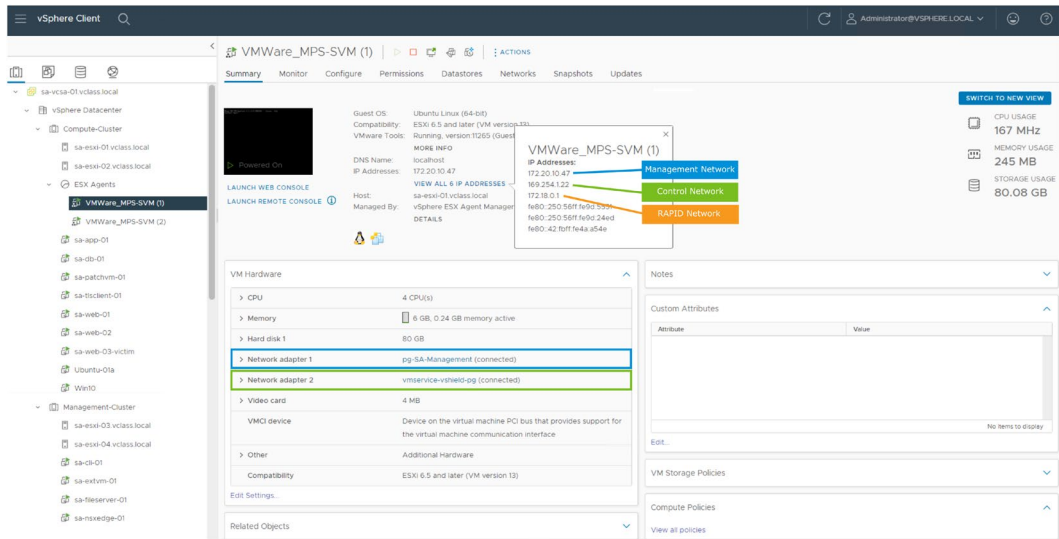 vSphere Client
Administrator@VSPHERE.LOCAL
VMWare_MPS-SVM (1)
ACTIONS
Summary Monitor Configure Permissions Datastores Networks Snapshots Updates
sa-vcsa-01.vclass.local
vSphere Datacenter
Compute-Cluster
sa-esxi-01.vclass.local
sa-esxi-02.vclass.local
ESX Agents
VMWare_MPS-SVM (1)
VMWare_MPS-SVM (2)
sa-app-01
sa-db-01
sa-patchvm-01
sa-tlsclient-01
sa-web-01
sa-web-02
sa-web-03-victim
Ubuntu-01a
Win10
Management-Cluster
sa-esxi-03.vclass.local
sa-esxi-04.vclass.local
sa-cli-01
sa-extvm-01
sa-fileserver-01
sa-nsxedge-01
Powered On
LAUNCH WEB CONSOLE
LAUNCH REMOTE CONSOLE
Guest OS: Ubuntu Linux (64-bit)
Compatibility: ESXi 6.5 and later (VM version 13)
VMware Tools: Running, version:11265 (Guest
MORE INFO
DNS Name: localhost
IP Addresses: 172.20.10.47
VIEW ALL 6 IP ADDRESSES
Host: sa-esxi-01.vclass.local
Managed By: vSphere ESX Agent Manager
DETAILS
VMWare_MPS-SVM (1)
IP Addresses:
172.20.10.47
169.254.1.22
172.18.0.1
fe80::250:56ff:fe9d:
fe80::250:56ff:fe9d:24ed
fe80::42:fbff:fe4a:a54e
Management Network
Control Network
RAPID Network
SWITCH TO NEW VIEW
CPU USAGE
167 MHz
MEMORY USAGE
245 MB
STORAGE USAGE
80.08 GB
VM Hardware
CPU 4 CPU(s)
Memory 6 GB, 0.24 GB memory active
Hard disk 1 80 GB
Network adapter 1 pg-SA-Management (connected)
Network adapter 2 vmservice-vshield-pg (connected)
Video card 4 MB
VMCI device Device on the virtual machine PCI bus that provides support for
the virtual machine communication interface
Other Additional Hardware
Compatibility ESXi 6.5 and later (VM version 13)
Edit Settings...
Related Objects
Notes
Custom Attributes
Attribute Value
No items to display
Edit...
VM Storage Policies
Compute Policies
View all policies